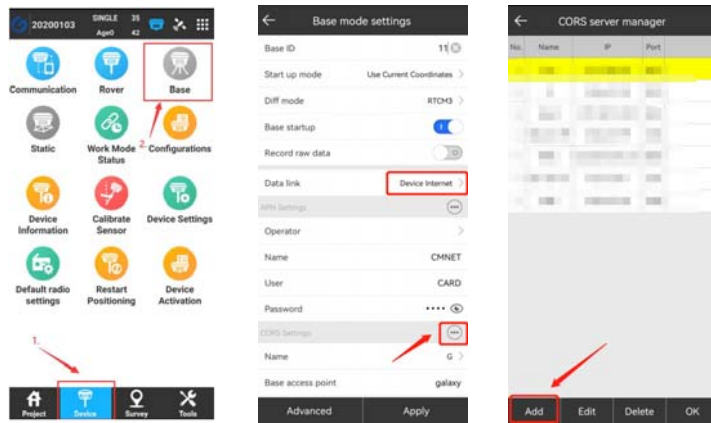 20200103
SINGLE 35
Age0 42
Communication
Rover
Base
2.
Static
Work Mode Status
Configurations
Device Information
Calibrate Sensor
Device Settings
Default radio settings
Restart Positioning
Device Activation
1.
Project
Device
Survey
Tools
Base mode settings
Base ID 11
Start up mode Use Current Coordinates
Diff mode RTCM3
Base startup
Record raw data
Data link Device Internet
APN Settings
Operator
Name CMNET
User CARD
Password ••••
CORS Settings
Name G
Base access point galaxy
Advanced Apply
CORS server manager
No. Name IP Port
Add Edit Delete OK